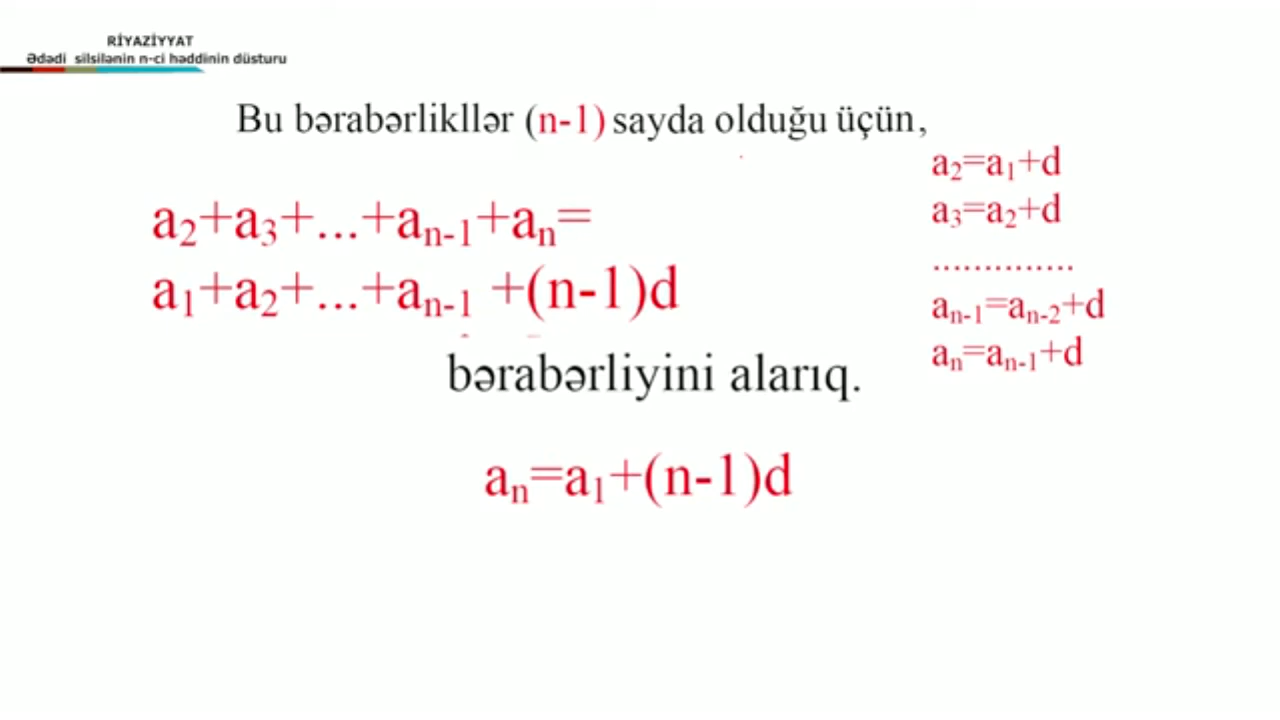 RİYAZİYYAT
Ədədi silsilənin n-ci həddinin düsturu
Bu bərabərlikllər (n-1) sayda olduğu üçün,
a₂=a₁+d
a₃=a₂+d
..............
aₙ₋₁=aₙ₋₂+d
aₙ=aₙ₋₁+d
a₂+a₃+...+aₙ₋₁+aₙ=
a₁+a₂+...+aₙ₋₁ +(n-1)d
bərabərliyini alarıq.
aₙ=a₁+(n-1)d